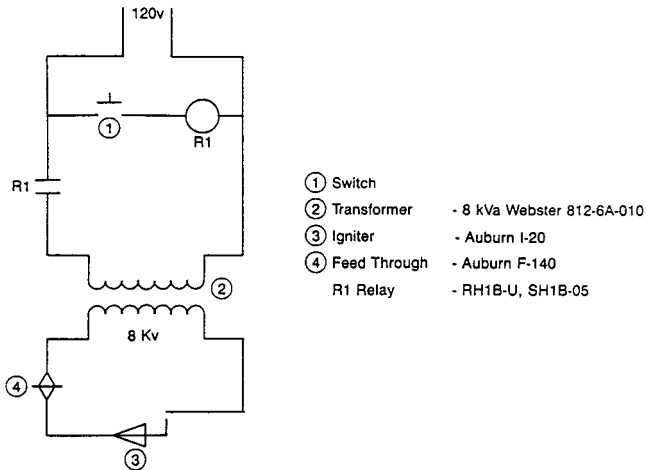 120v
① R1
R1
② 8 Kv
④
③
① Switch
② Transformer - 8 kVa Webster 812-6A-010
③ Igniter - Auburn I-20
④ Feed Through - Auburn F-140
R1 Relay - RH1B-U, SH1B-05